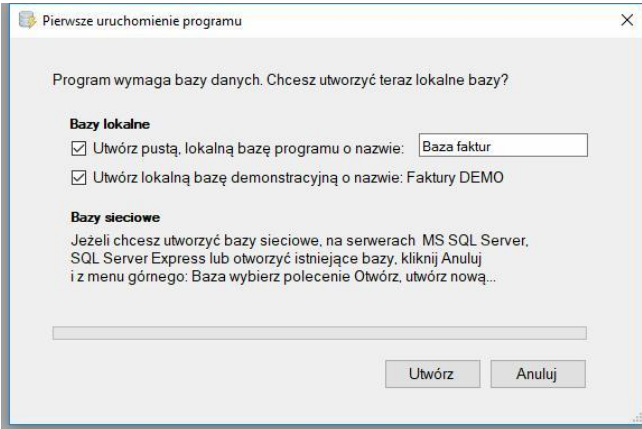 Pierwsze uruchomienie programu
Program wymaga bazy danych. Chcesz utworzyć teraz lokalne bazy?
Bazy lokalne
Utwórz pustą, lokalną bazę programu o nazwie: Baza faktur
Utwórz lokalną bazę demonstracyjną o nazwie: Faktury DEMO
Bazy sieciowe
Jeżeli chcesz utworzyć bazy sieciowe, na serwerach MS SQL Server,
SQL Server Express lub otworzyć istniejące bazy, kliknij Anuluj
i z menu górnego: Baza wybierz polecenie Otwórz, utwórz nową...
Utwórz Anuluj